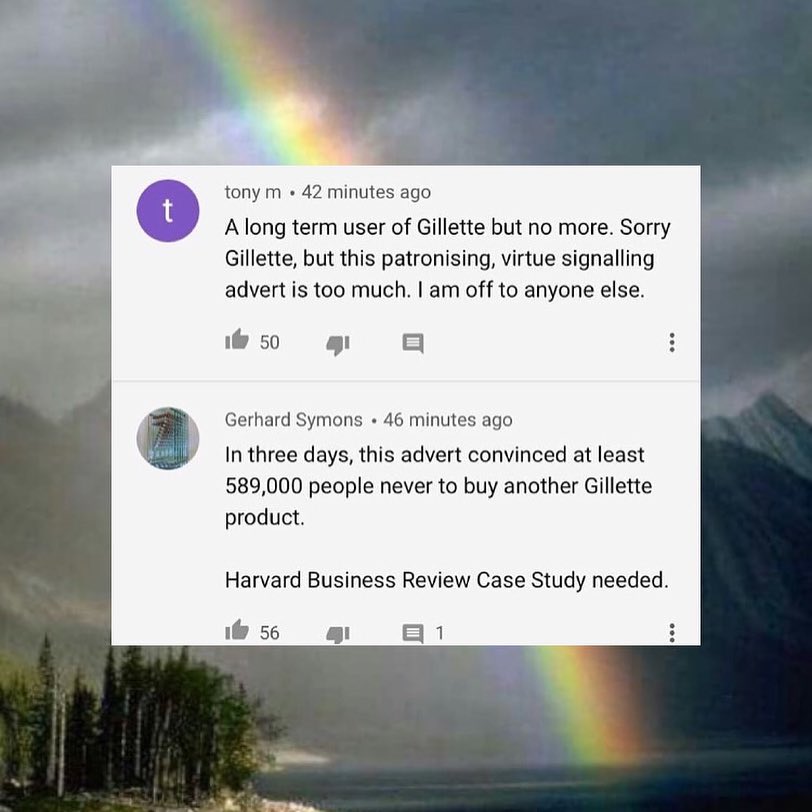 t
tony m • 42 minutes ago
A long term user of Gillette but no more. Sorry
Gillette, but this patronising, virtue signalling
advert is too much. I am off to anyone else.
50
Gerhard Symons • 46 minutes ago
In three days, this advert convinced at least
589,000 people never to buy another Gillette
product.
Harvard Business Review Case Study needed.
56
1